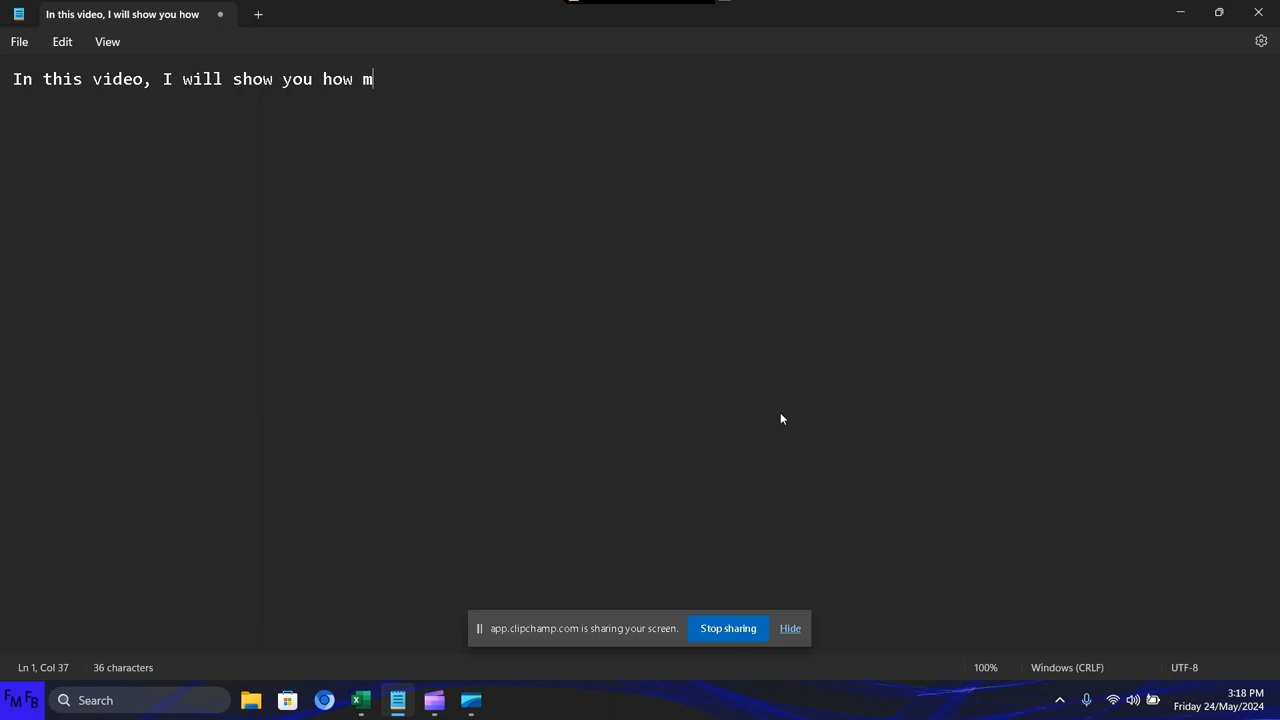 In this video, I will show you how
File Edit View
In this video, I will show you how m
app.clipchamp.com is sharing your screen. Stop sharing Hide
Ln 1, Col 37 36 characters 100% Windows (CRLF) UTF-8
FM FB Search 3:18 PM
Friday 24/May/2024